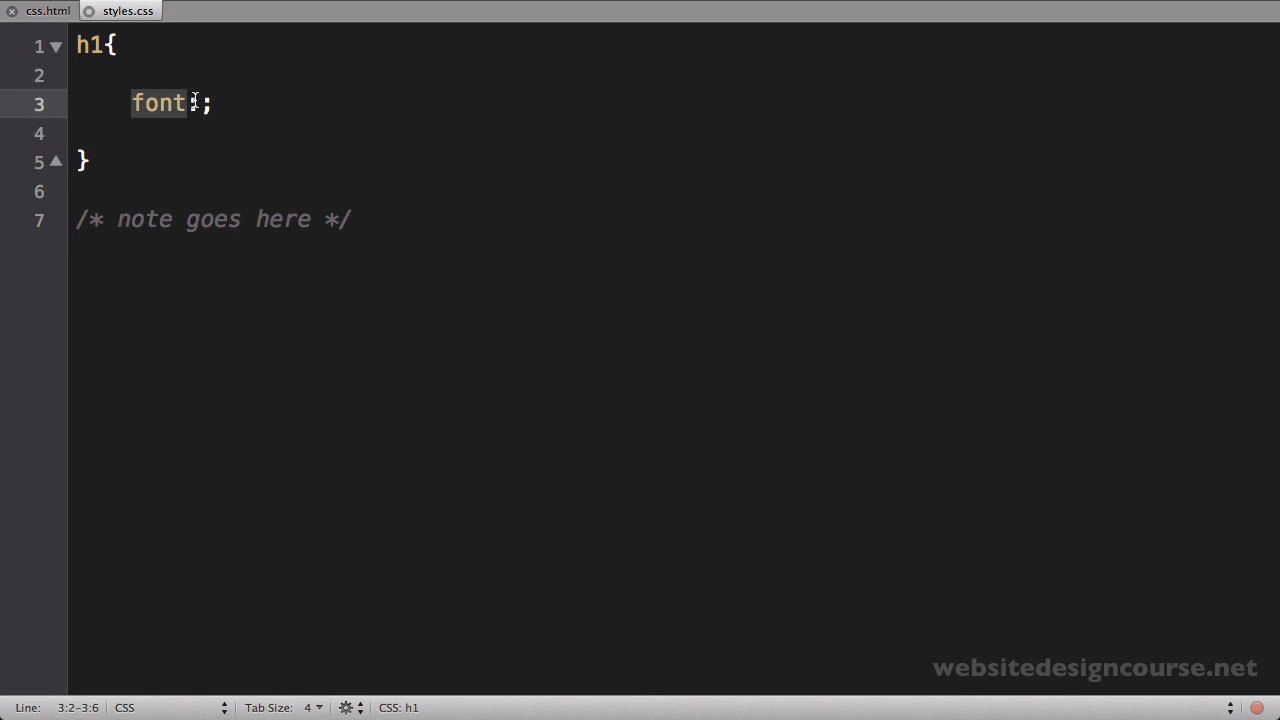 css.html styles.css
1 h1{
2
3 font:;
4
5 }
6
7 /* note goes here */
websitedesigncourse.net
Line: 3:2-3:6 CSS Tab Size: 4 CSS: h1